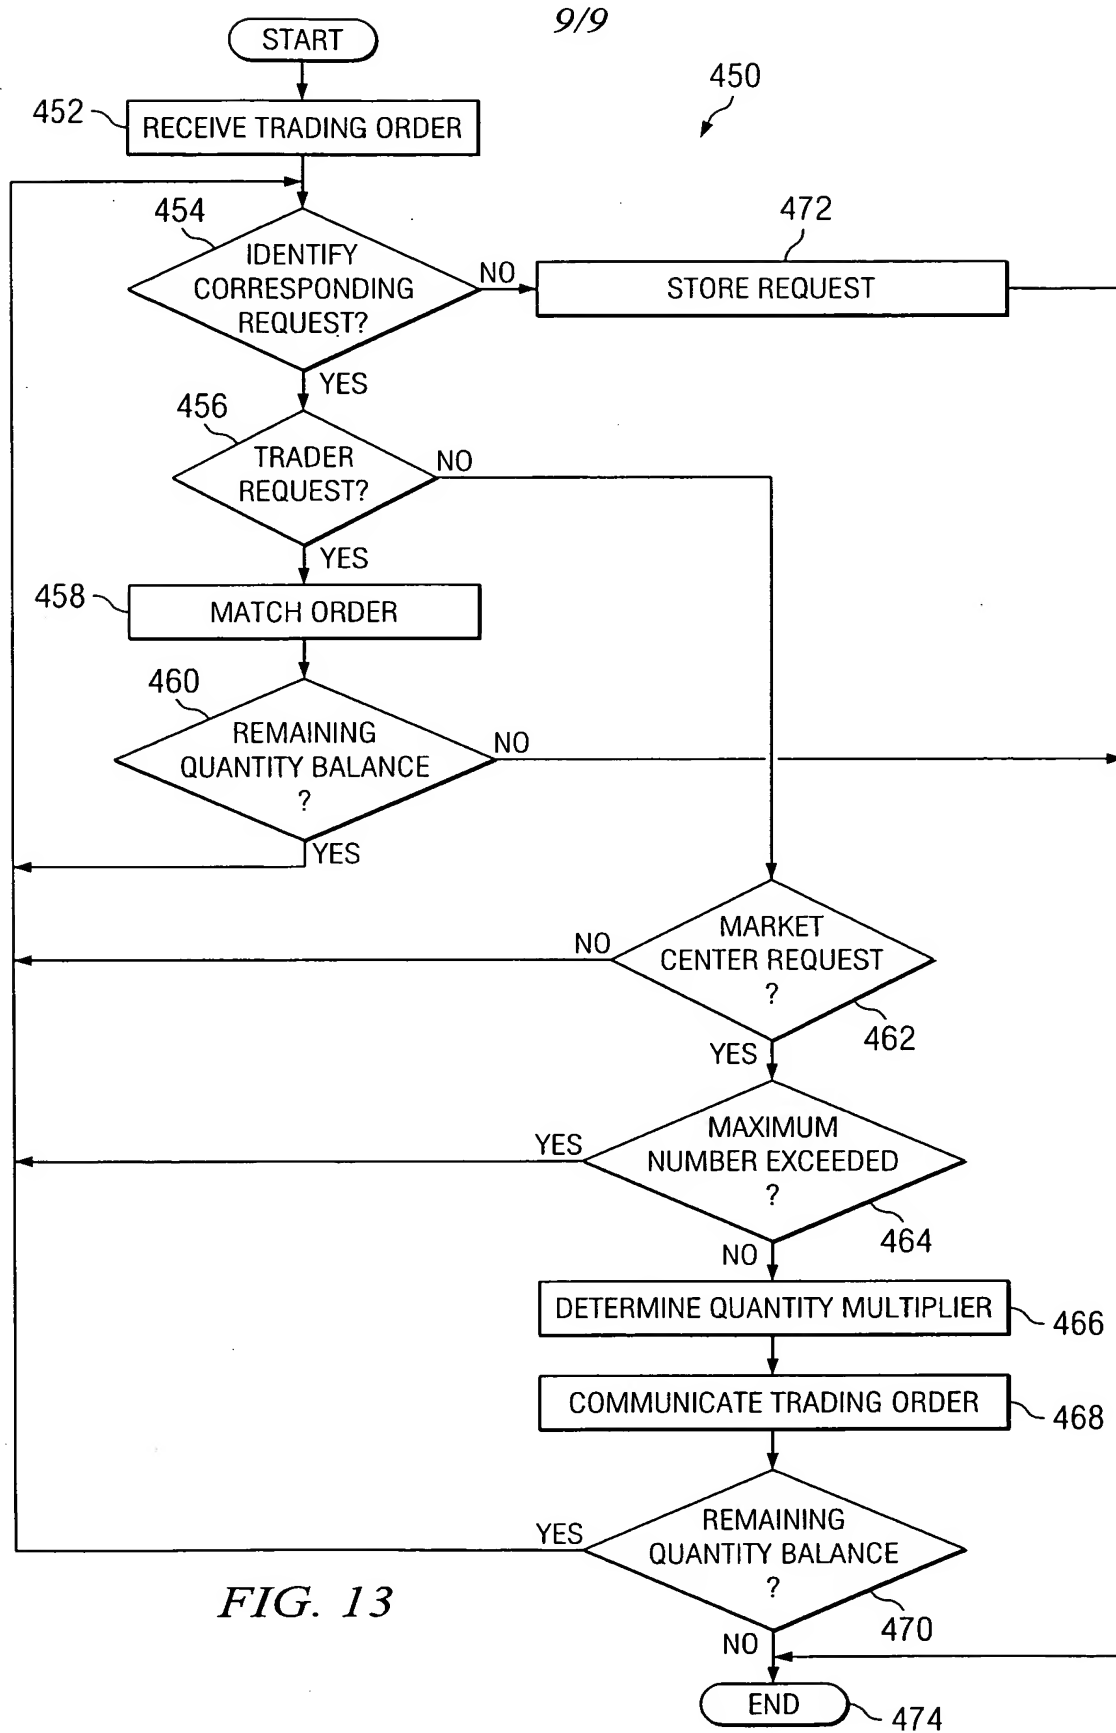 9/9
START
450
452
RECEIVE TRADING ORDER
454
IDENTIFY
CORRESPONDING
REQUEST?
NO
472
STORE REQUEST
YES
456
TRADER
REQUEST?
NO
YES
458
MATCH ORDER
460
REMAINING
QUANTITY BALANCE
?
NO
YES
MARKET
CENTER REQUEST
?
NO
462
YES
MAXIMUM
NUMBER EXCEEDED
?
YES
464
NO
DETERMINE QUANTITY MULTIPLIER
466
COMMUNICATE TRADING ORDER
468
REMAINING
QUANTITY BALANCE
?
YES
470
NO
FIG. 13
END
474